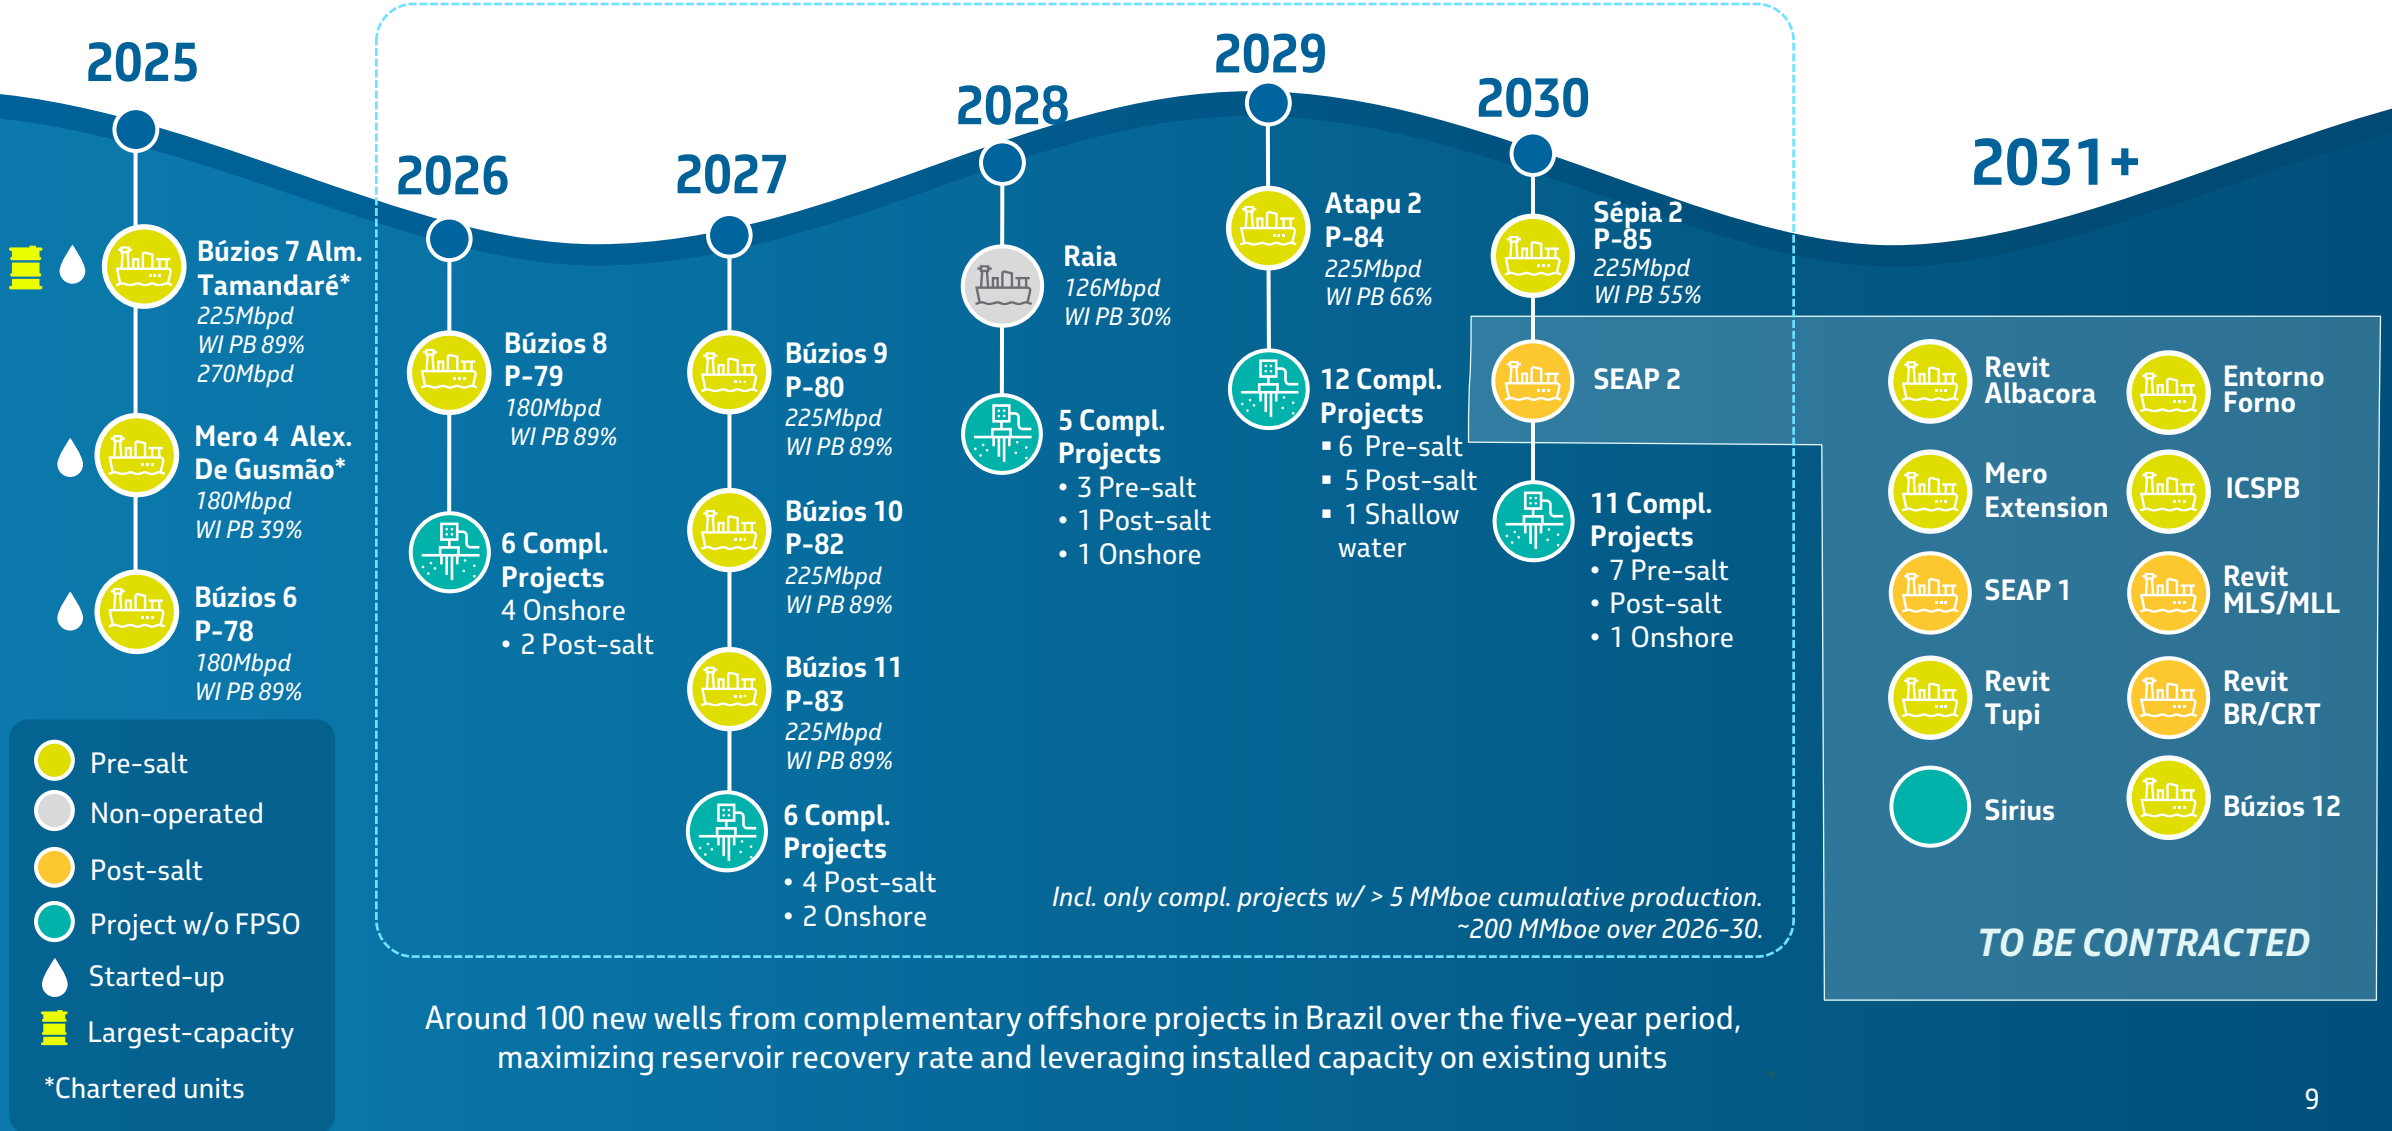 2025
Búzios 7 Alm.
Tamandaré*
225Mbpd
WI PB 89%
270Mbpd
Mero 4 Alex.
De Gusmão*
180Mbpd
WI PB 39%
Búzios 6
P-78
180Mbpd
WI PB 89%
2026
Búzios 8
P-79
180Mbpd
WI PB 89%
6 Compl.
Projects
4 Onshore
• 2 Post-salt
2027
Búzios 9
P-80
225Mbpd
WI PB 89%
Búzios 10
P-82
225Mbpd
WI PB 89%
Búzios 11
P-83
225Mbpd
WI PB 89%
6 Compl.
Projects
• 4 Post-salt
• 2 Onshore
2028
Raia
126Mbpd
WI PB 30%
5 Compl.
Projects
• 3 Pre-salt
• 1 Post-salt
• 1 Onshore
2029
Atapu 2
P-84
225Mbpd
WI PB 66%
12 Compl.
Projects
▪ 6 Pre-salt
▪ 5 Post-salt
▪ 1 Shallow
water
2030
Sépia 2
P-85
225Mbpd
WI PB 55%
SEAP 2
11 Compl.
Projects
• 7 Pre-salt
• Post-salt
• 1 Onshore
2031+
Revit
Albacora
Mero
Extension
SEAP 1
Revit
Tupi
Sirius
Entorno
Forno
ICSPB
Revit
MLS/MLL
Revit
BR/CRT
Búzios 12
TO BE CONTRACTED
Incl. only compl. projects w/ > 5 MMboe cumulative production.
~200 MMboe over 2026-30.
Pre-salt
Non-operated
Post-salt
Project w/o FPSO
Started-up
Largest-capacity
*Chartered units
Around 100 new wells from complementary offshore projects in Brazil over the five-year period,
maximizing reservoir recovery rate and leveraging installed capacity on existing units
9